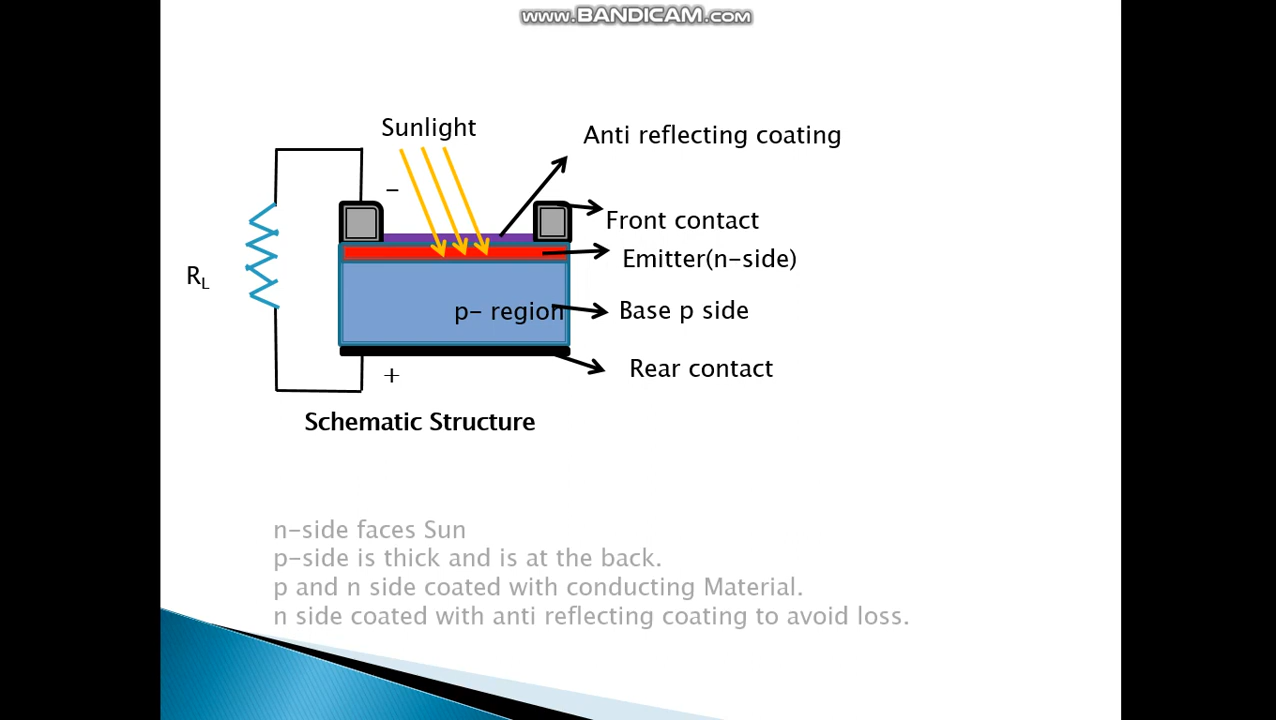 www.BANDICAM.com
Sunlight
Anti reflecting coating
-
Front contact
Emitter(n-side)
RL
p- region
Base p side
Rear contact
+
Schematic Structure
n-side faces Sun
p-side is thick and is at the back.
p and n side coated with conducting Material.
n side coated with anti reflecting coating to avoid loss.